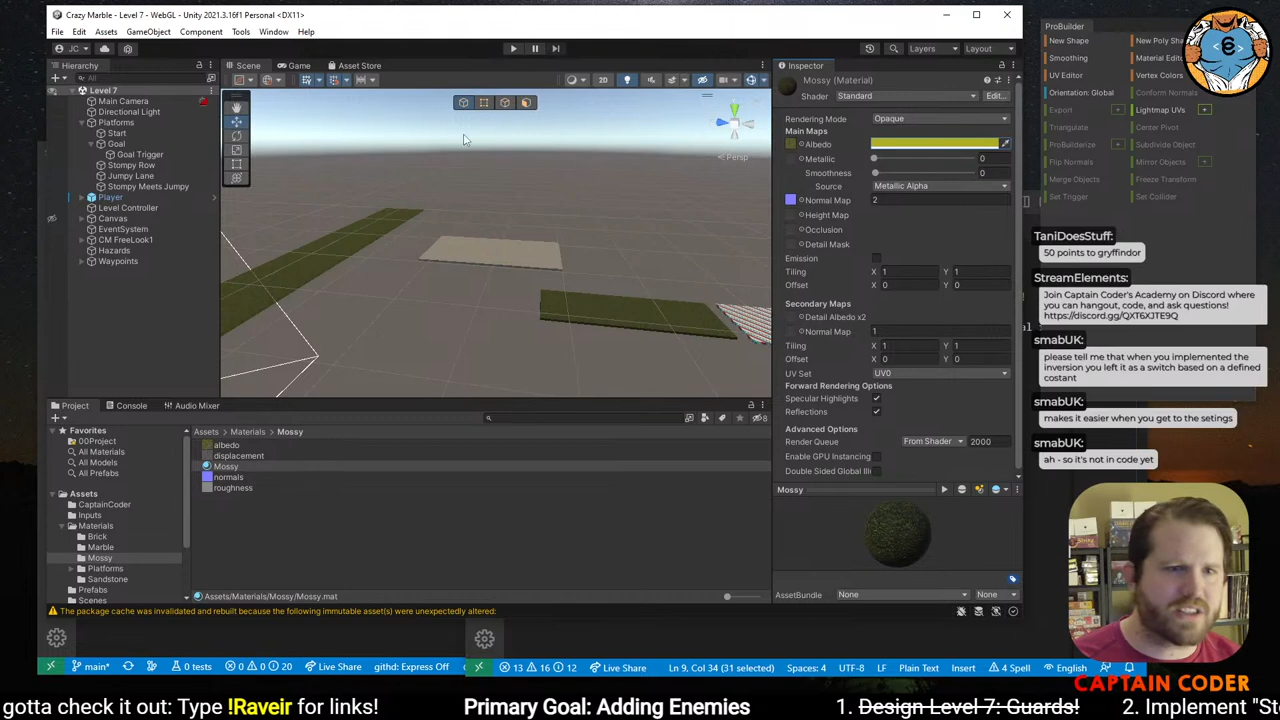 Crazy Marble - Level 7 - WebGL - Unity 2021.3.16f1 Personal <DX11>
File Edit Assets GameObject Component Tools Window Help
JC
Layers
Layout
Hierarchy
All
Level 7
Main Camera
Directional Light
Platforms
Start
Goal
Goal Trigger
Stompy Row
Jumpy Lane
Stompy Meets Jumpy
Player
Level Controller
Canvas
EventSystem
CM FreeLook1
Hazards
Waypoints
Scene
Game
Asset Store
2D
Persp
Inspector
Mossy (Material)
Shader Standard Edit...
Rendering Mode Opaque
Main Maps
Albedo
Metallic 0
Smoothness 0
Source Metallic Alpha
Normal Map 2
Height Map
Occlusion
Detail Mask
Emission
Tiling X 1 Y 1
Offset X 0 Y 0
Secondary Maps
Detail Albedo x2
Normal Map 1
Tiling X 1 Y 1
Offset X 0 Y 0
UV Set UV0
Forward Rendering Options
Specular Highlights
Reflections
Advanced Options
Render Queue From Shader 2000
Enable GPU Instancing
Double Sided Global Ill
Mossy
AssetBundle None None
Project
Console
Audio Mixer
8
Favorites
00Project
All Materials
All Models
All Prefabs
Assets
CaptainCoder
Inputs
Materials
Brick
Marble
Mossy
Platforms
Sandstone
Prefabs
Scenes
Assets > Materials > Mossy
albedo
displacement
Mossy
normals
roughness
Assets/Materials/Mossy/Mossy.mat
The package cache was invalidated and rebuilt because the following immutable asset(s) were unexpectedly altered:
ProBuilder
New Shape
New Poly Sha
Smoothing
Material Edito
UV Editor
Vertex Colors
Orientation: Global
Conform Normals
Export
Lightmap UVs
Triangulate
Center Pivot
ProBuilderize
Subdivide Object
Flip Normals
Mirror Objects
Merge Objects
Freeze Transform
Set Trigger
Set Collider
TaniDoesStuff:
50 points to gryffindor
StreamElements:
Join Captain Coder's Academy on Discord where
you can hangout, code, and ask questions!
https://discord.gg/QXT6XJTE9Q
smabUK:
please tell me that when you implemented the
inversion you left it as a switch based on a defined
costant
smabUK:
makes it easier when you get to the setings
smabUK:
ah - so it's not in code yet
main* 0 tests 0 0 20 Live Share githd: Express Off
13 16 12 Live Share Ln 9, Col 34 (31 selected) Spaces: 4 UTF-8 LF Plain Text Insert 4 Spell English
CAPTAIN CODER
gotta check it out: Type !Raveir for links! Primary Goal: Adding Enemies 1. Design Level 7: Guards! 2. Implement "St